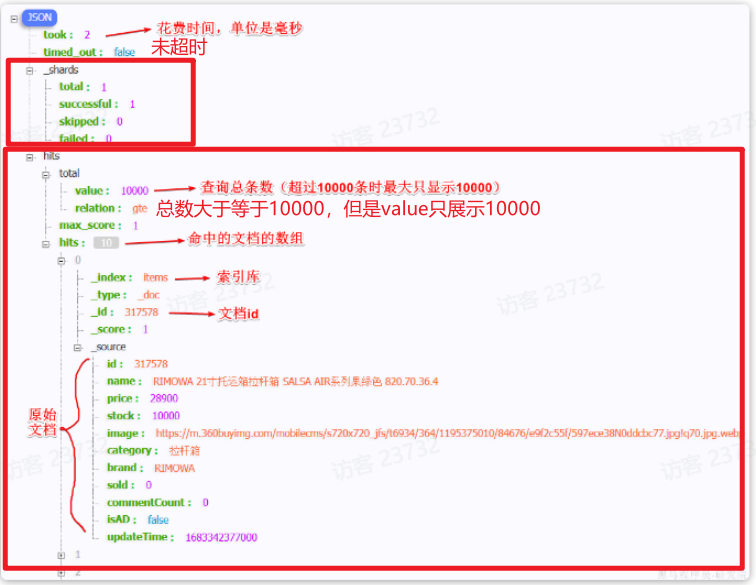 JSON
took : 2 花费时间，单位是毫秒
timed_out : false 未超时
_shards
total : 1
successful : 1
skipped : 0
failed : 0
hits
total
value : 10000 查询总条数（超过10000条时最大只显示10000）
relation : gte 总数大于等于10000，但是value只展示10000
max_score : 1
hits : 10 命中的文档的数组
0
_index : items 索引库
_type : _doc
_id : 317578 文档id
_score : 1
_source
id : 317578
name : RIMOWA 21寸托运箱拉杆箱 SALSA AIR系列果绿色 820.70.36.4
price : 28900
stock : 10000
原始
文档
image : https://m.360buyimg.com/mobilecms/s720x720_jfs/t6934/364/1195375010/84676/e9f2c55f/597ece38N0ddcbc77.jpg!q70.jpg.web
category : 拉杆箱
brand : RIMOWA
sold : 0
commentCount : 0
isAD : false
updateTime : 1683342377000
1
2
访客 23732
访客 23732
访客 23732
访客 23732